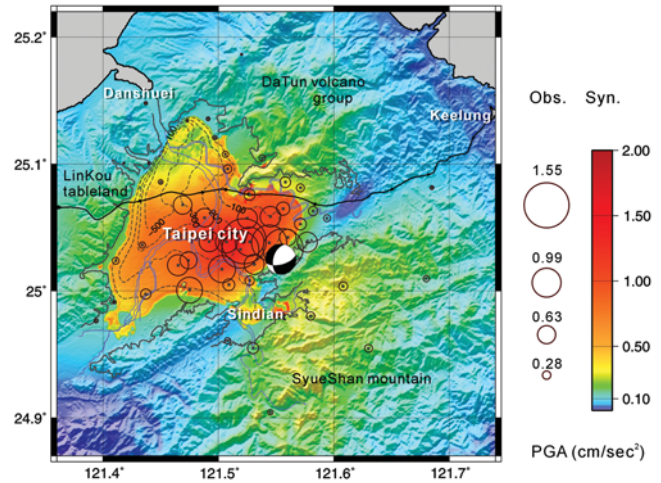 25.2
25.1
25
24.9
121.4
121.5
121.6
121.7
DaTun volcano
group
Danshuei
Keelung
LinKou
tableland
Taipei city
Sindian
SyueShan mountain
-100
-100
Obs.
Syn.
1.55
0.99
0.63
0.28
2.00
1.50
1.00
0.50
0.10
PGA (cm/sec²)